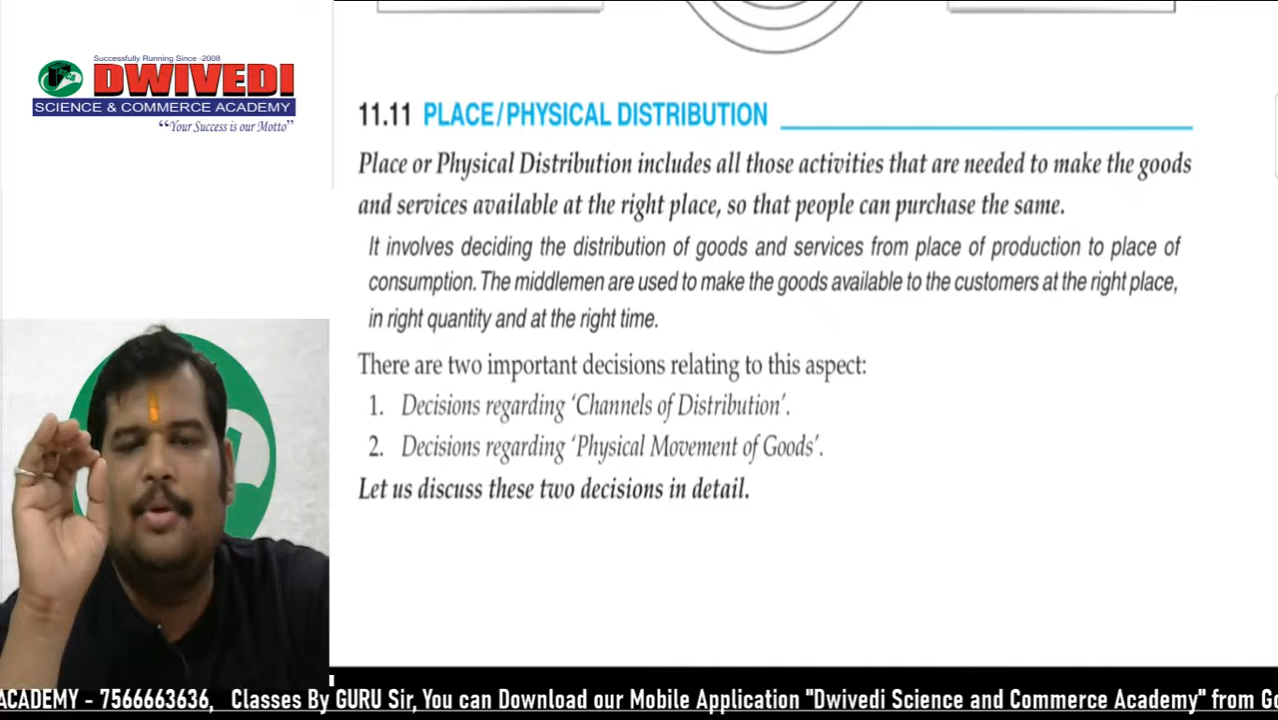 Successfully Running Since -2008
DWIVEDI
SCIENCE & COMMERCE ACADEMY
“Your Success is our Motto”
11.11 PLACE/PHYSICAL DISTRIBUTION
Place or Physical Distribution includes all those activities that are needed to make the goods
and services available at the right place, so that people can purchase the same.
It involves deciding the distribution of goods and services from place of production to place of
consumption. The middlemen are used to make the goods available to the customers at the right place,
in right quantity and at the right time.
There are two important decisions relating to this aspect:
1. Decisions regarding ‘Channels of Distribution’.
2. Decisions regarding ‘Physical Movement of Goods’.
Let us discuss these two decisions in detail.
ACADEMY - 7566663636, Classes By GURU Sir, You can Download our Mobile Application "Dwivedi Science and Commerce Academy" from